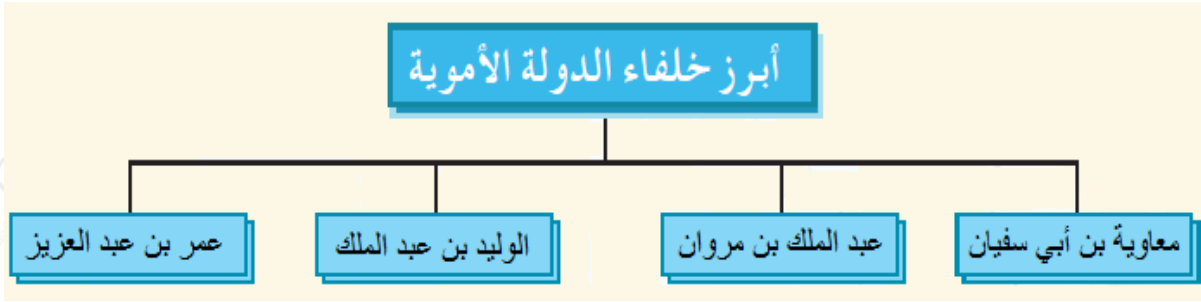 أبرز خلفاء الدولة الأموية
معاوية بن أبي سفيان
عبد الملك بن مروان
الوليد بن عبد الملك
عمر بن عبد العزيز